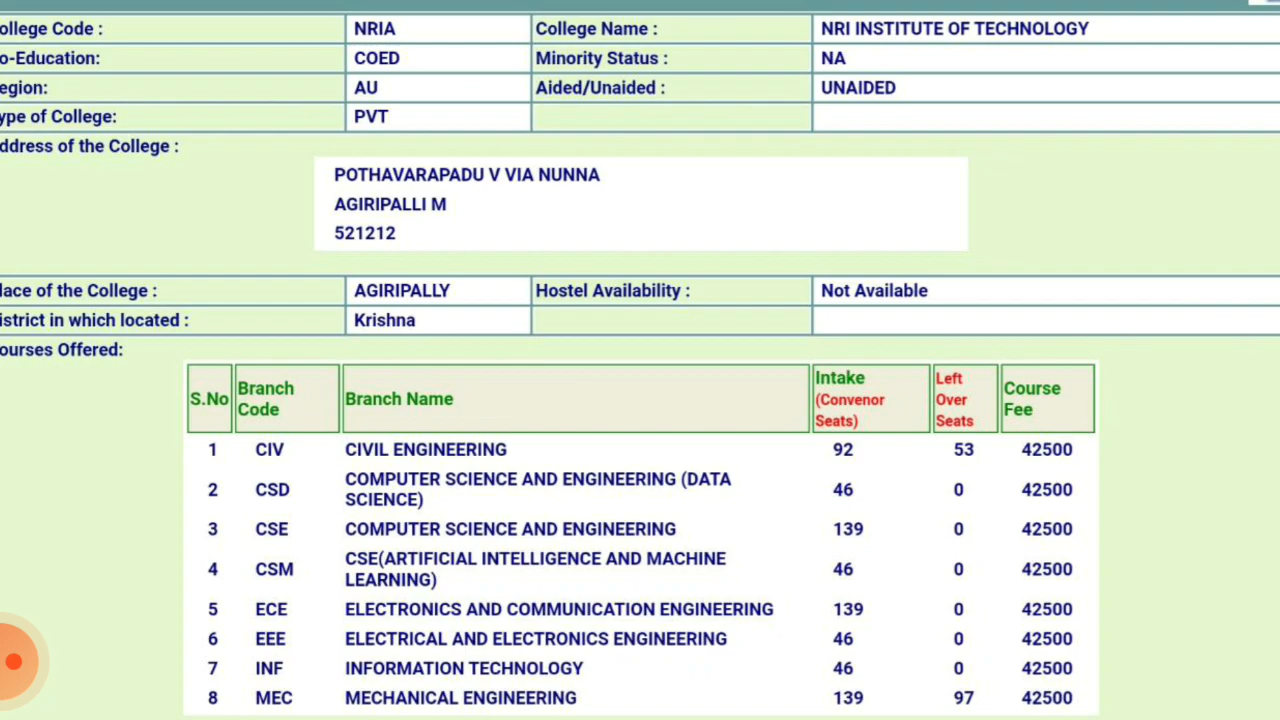 ollege Code : NRIA College Name : NRI INSTITUTE OF TECHNOLOGY
o-Education: COED Minority Status : NA
egion: AU Aided/Unaided : UNAIDED
ype of College: PVT
ddress of the College :
POTHAVARAPADU V VIA NUNNA
AGIRIPALLI M
521212
lace of the College : AGIRIPALLY Hostel Availability : Not Available
istrict in which located : Krishna
ourses Offered:
S.No Branch Code Branch Name Intake (Convenor Seats) Left Over Seats Course Fee
1 CIV CIVIL ENGINEERING 92 53 42500
2 CSD COMPUTER SCIENCE AND ENGINEERING (DATA SCIENCE) 46 0 42500
3 CSE COMPUTER SCIENCE AND ENGINEERING 139 0 42500
4 CSM CSE(ARTIFICIAL INTELLIGENCE AND MACHINE LEARNING) 46 0 42500
5 ECE ELECTRONICS AND COMMUNICATION ENGINEERING 139 0 42500
6 EEE ELECTRICAL AND ELECTRONICS ENGINEERING 46 0 42500
7 INF INFORMATION TECHNOLOGY 46 0 42500
8 MEC MECHANICAL ENGINEERING 139 97 42500